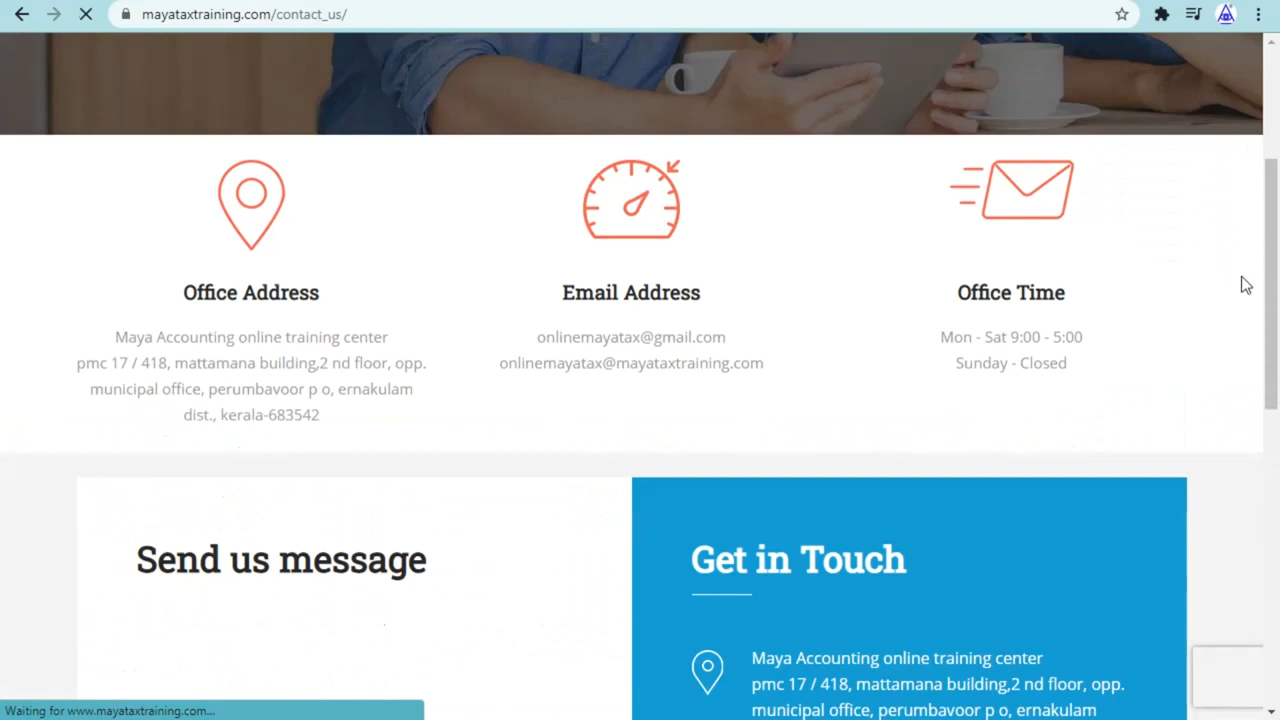 mayataxtraining.com/contact_us/
Office Address
Maya Accounting online training center
pmc 17 / 418, mattamana building,2 nd floor, opp.
municipal office, perumbavoor p o, ernakulam
dist., kerala-683542
Email Address
onlinemayatax@gmail.com
onlinemayatax@mayataxtraining.com
Office Time
Mon - Sat 9:00 - 5:00
Sunday - Closed
Send us message
Get in Touch
Maya Accounting online training center
pmc 17 / 418, mattamana building,2 nd floor, opp.
municipal office, perumbavoor p o, ernakulam
Waiting for www.mayataxtraining.com...